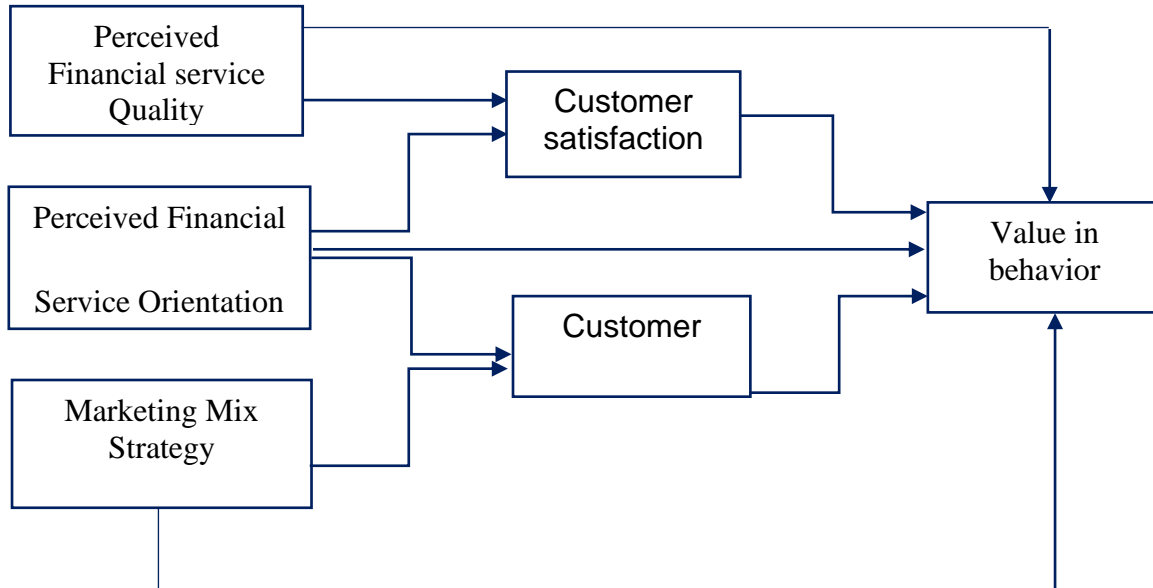 Perceived
Financial service
Quality
Customer
satisfaction
Perceived Financial
Service Orientation
Value in
behavior
Customer
Marketing Mix
Strategy